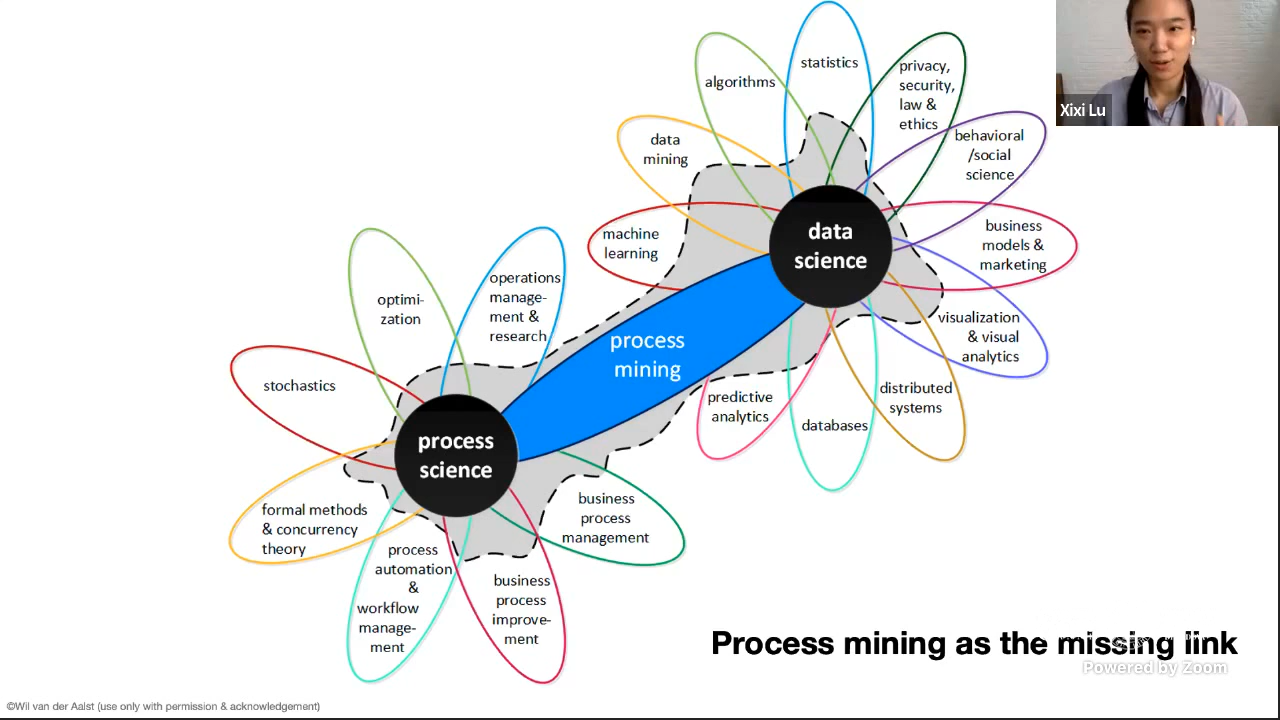 statistics
algorithms
privacy,
security,
law &
ethics
Xixi Lu
data
mining
behavioral
/social
science
machine
learning
data
science
business
models &
marketing
optimi-
zation
operations
manage-
ment &
research
process
mining
visualization
& visual
analytics
stochastics
predictive
analytics
databases
distributed
systems
process
science
formal methods
& concurrency
theory
business
process
management
process
automation
&
workflow
manage-
ment
business
process
improve-
ment
Process mining as the missing link
Powered by Zoom
©Wil van der Aalst (use only with permission & acknowledgement)